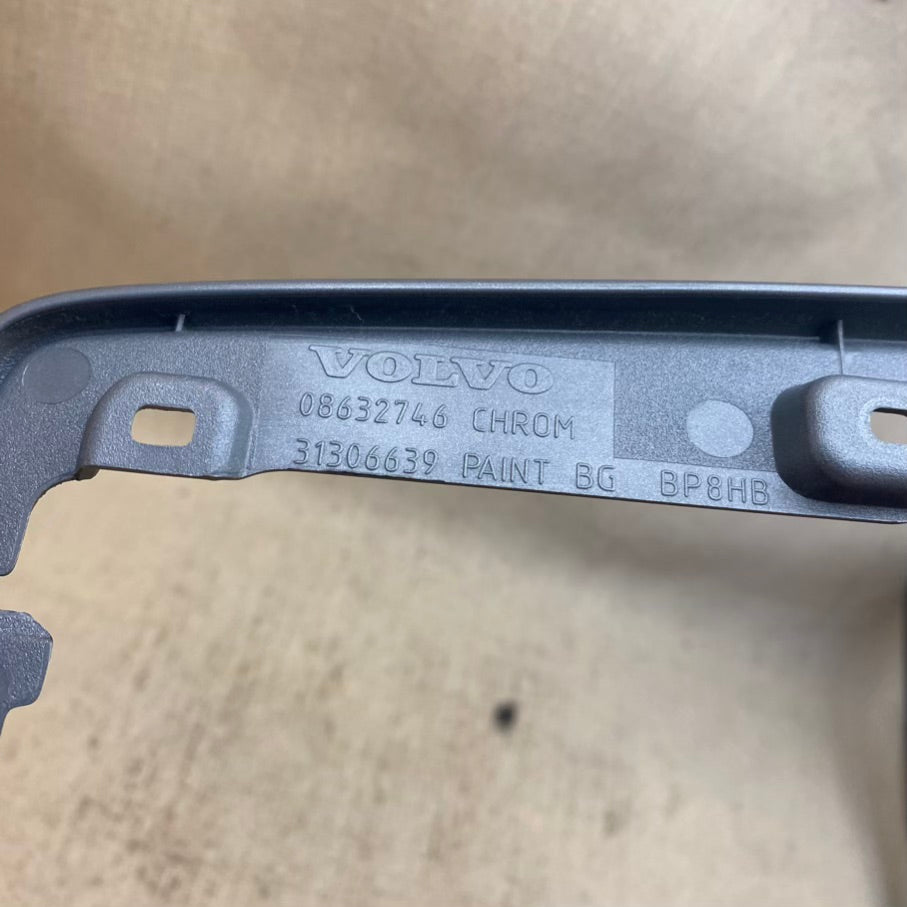 VOLVO
08632746 CHROM
31306639 PAINT BG BP8HB